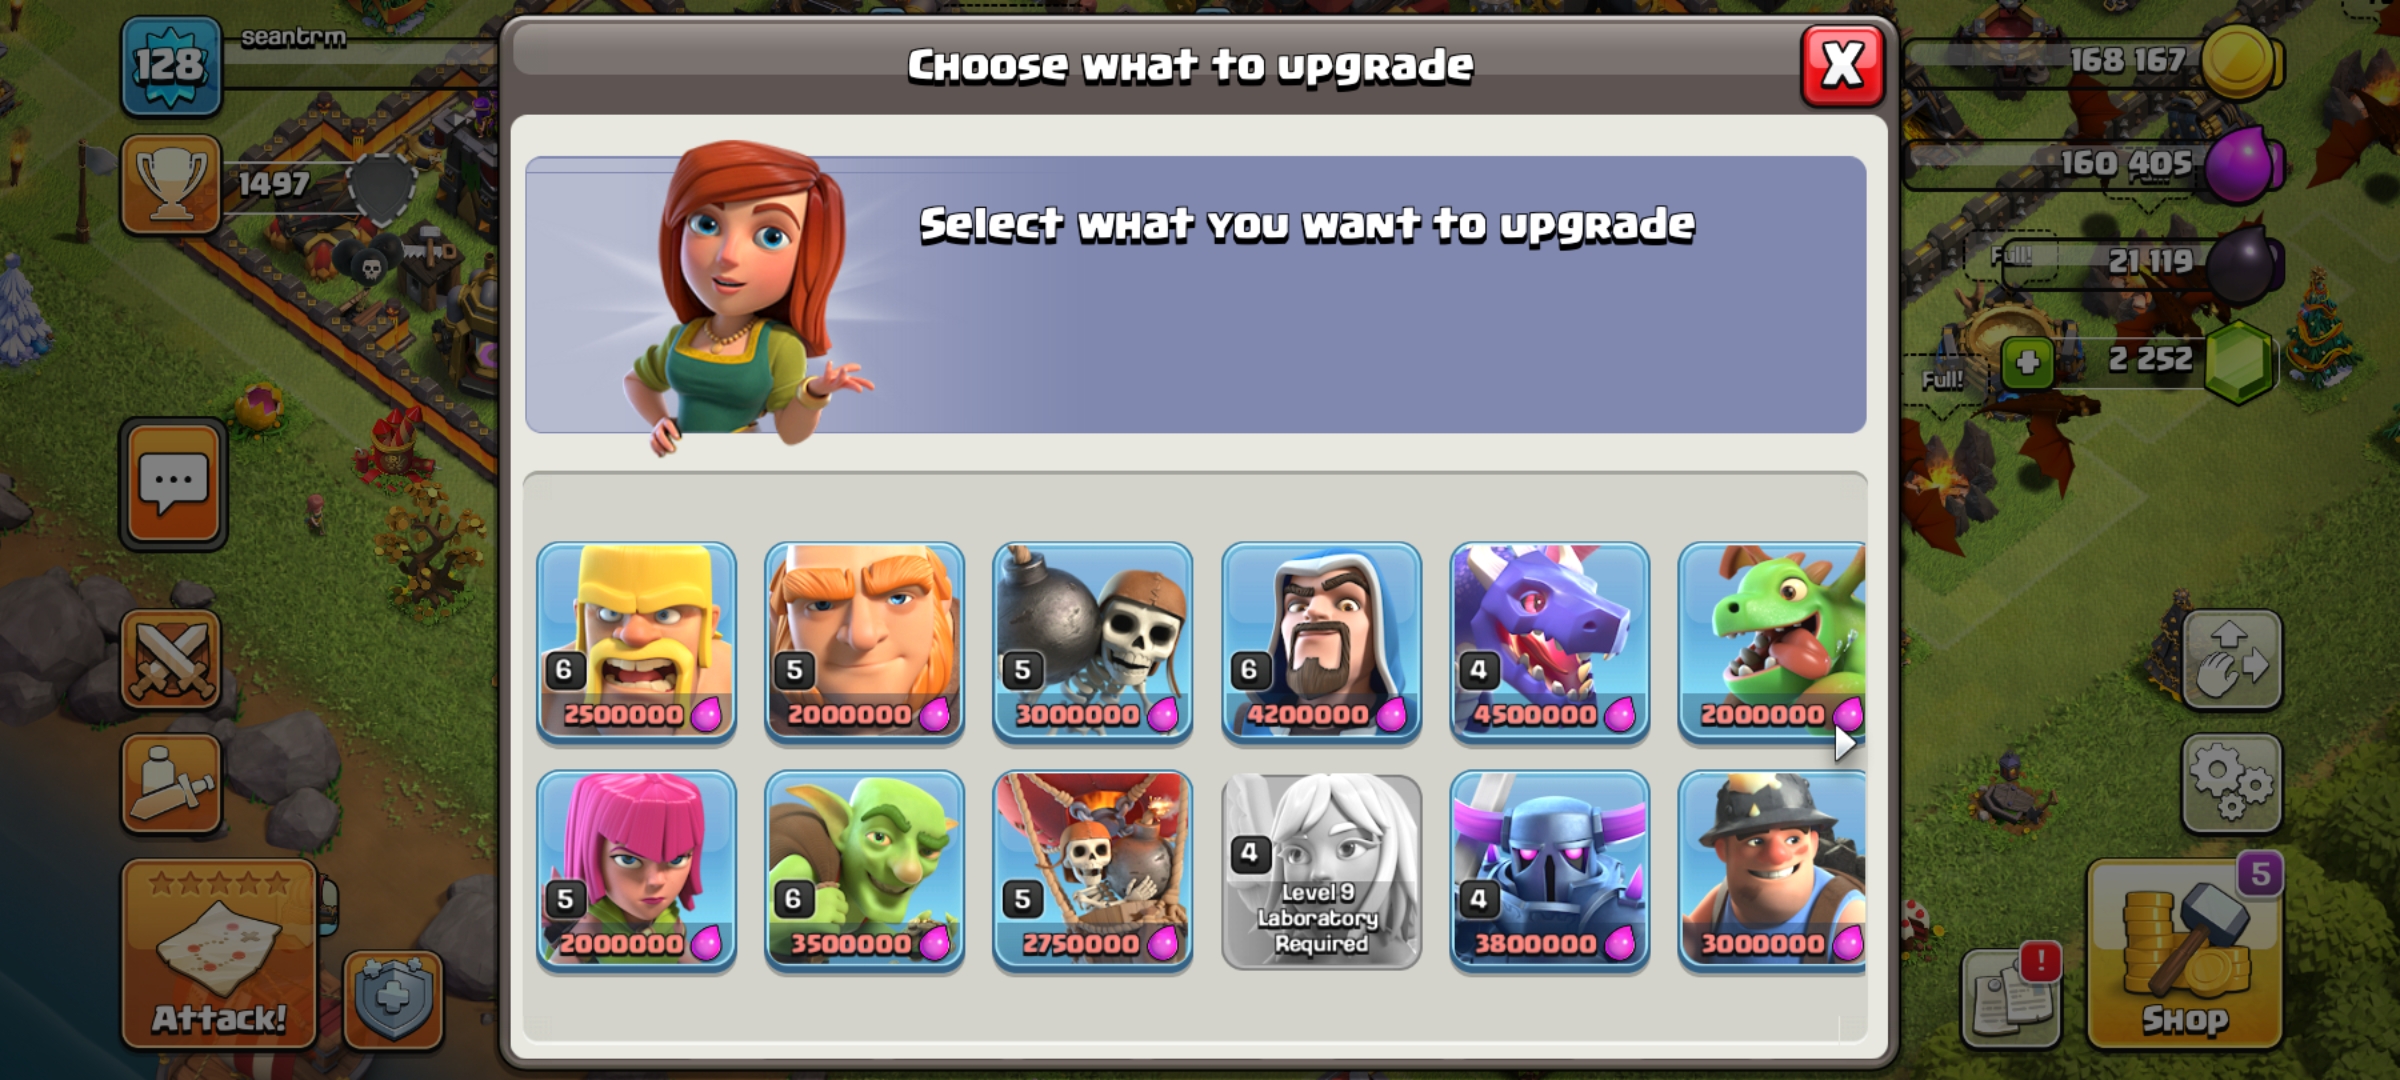 128
seantrm
1497
Choose what to upgrade
X
168 167
160 405
21 119
2 252
Full!
Full!
Select what you want to upgrade
6
2500000
5
2000000
5
3000000
6
4200000
4
4500000
2000000
5
2000000
6
3500000
5
2750000
4
Level 9
Laboratory
Required
4
3800000
3000000
Attack!
!
5
Shop